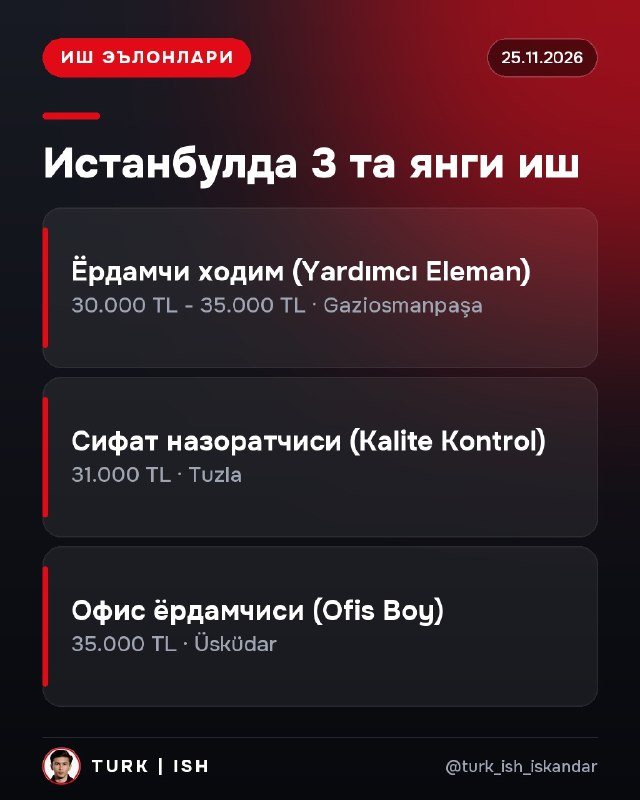 ИШ ЭЪЛОНЛАРИ
25.11.2026
Истанбулда 3 та янги иш
Ёрдамчи ходим (Yardımcı Eleman)
30.000 TL - 35.000 TL · Gaziosmanpaşa
Сифат назоратчиси (Kalite Kontrol)
31.000 TL · Tuzla
Офис ёрдамчиси (Ofis Boy)
35.000 TL · Üsküdar
TURK | ISH
@turk_ish_iskandar